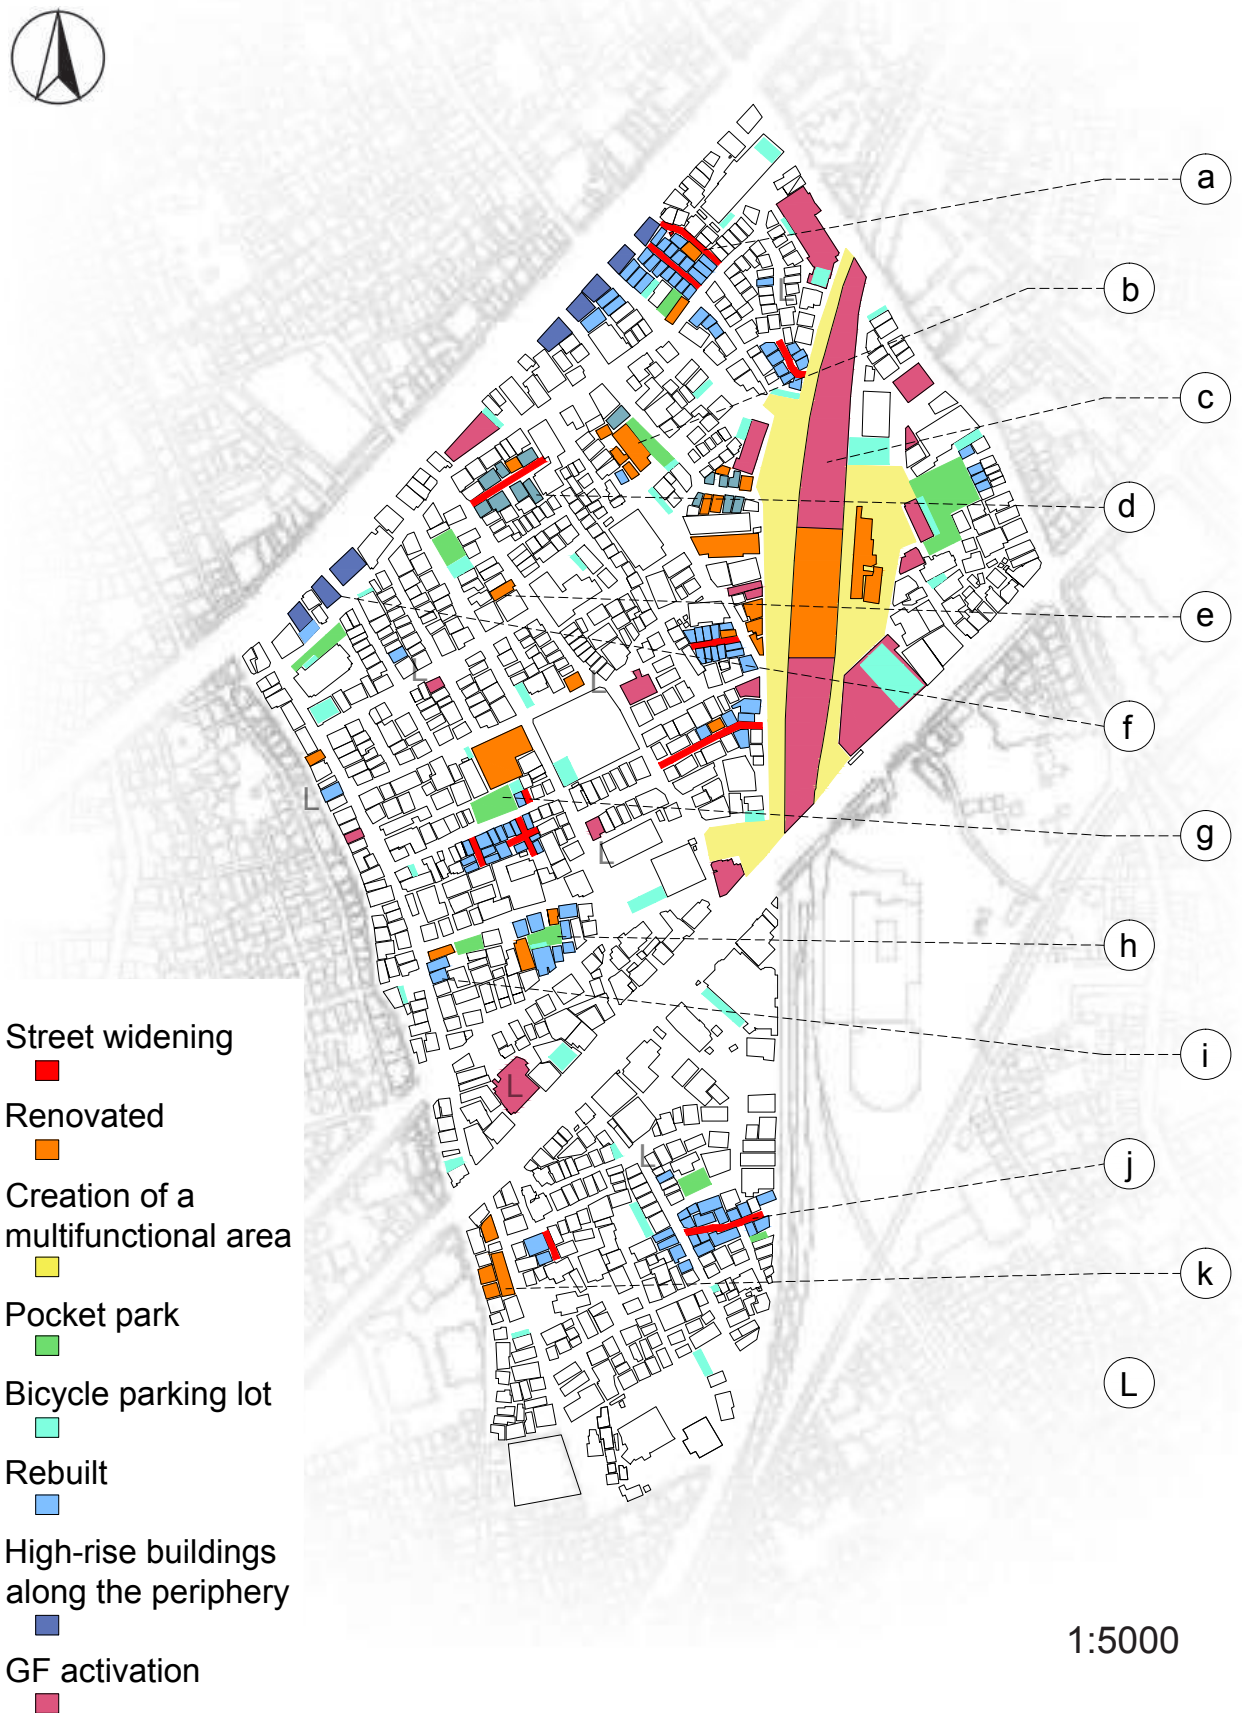 a
b
c
d
e
f
g
h
i
j
k
L
L
L
L
L
L
L
L
Street widening
Renovated
Creation of a
multifunctional area
Pocket park
Bicycle parking lot
Rebuilt
High-rise buildings
along the periphery
GF activation
1:5000